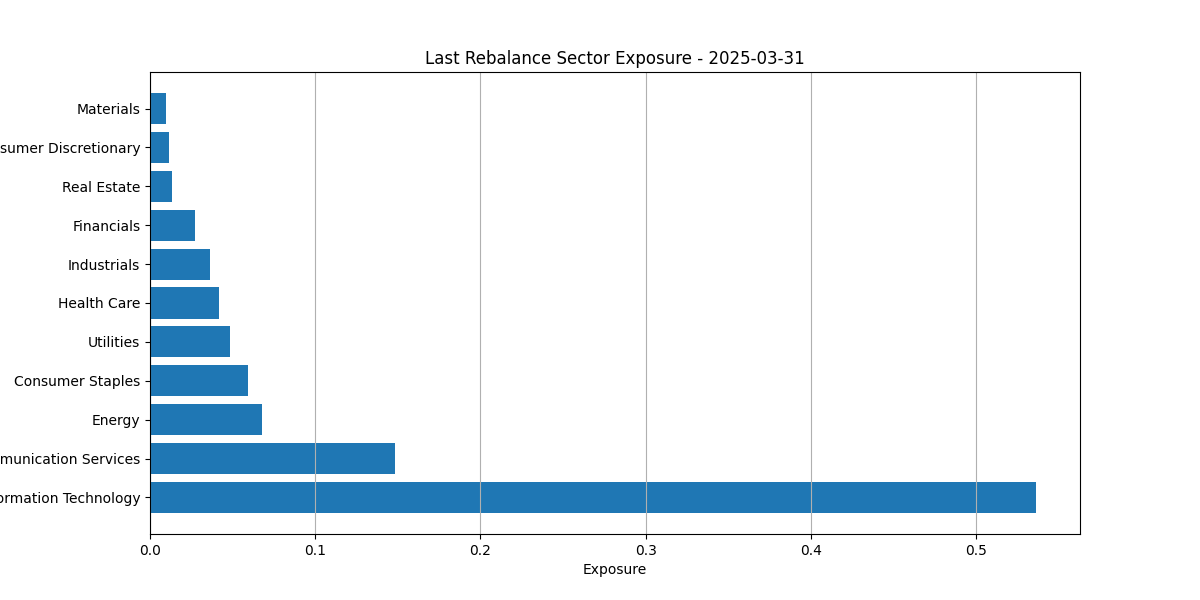 Last Rebalance Sector Exposure - 2025-03-31
Materials
sumer Discretionary
Real Estate
Financials
Industrials
Health Care
Utilities
Consumer Staples
Energy
munication Services
ormation Technology
0.0 0.1 0.2 0.3 0.4 0.5
Exposure